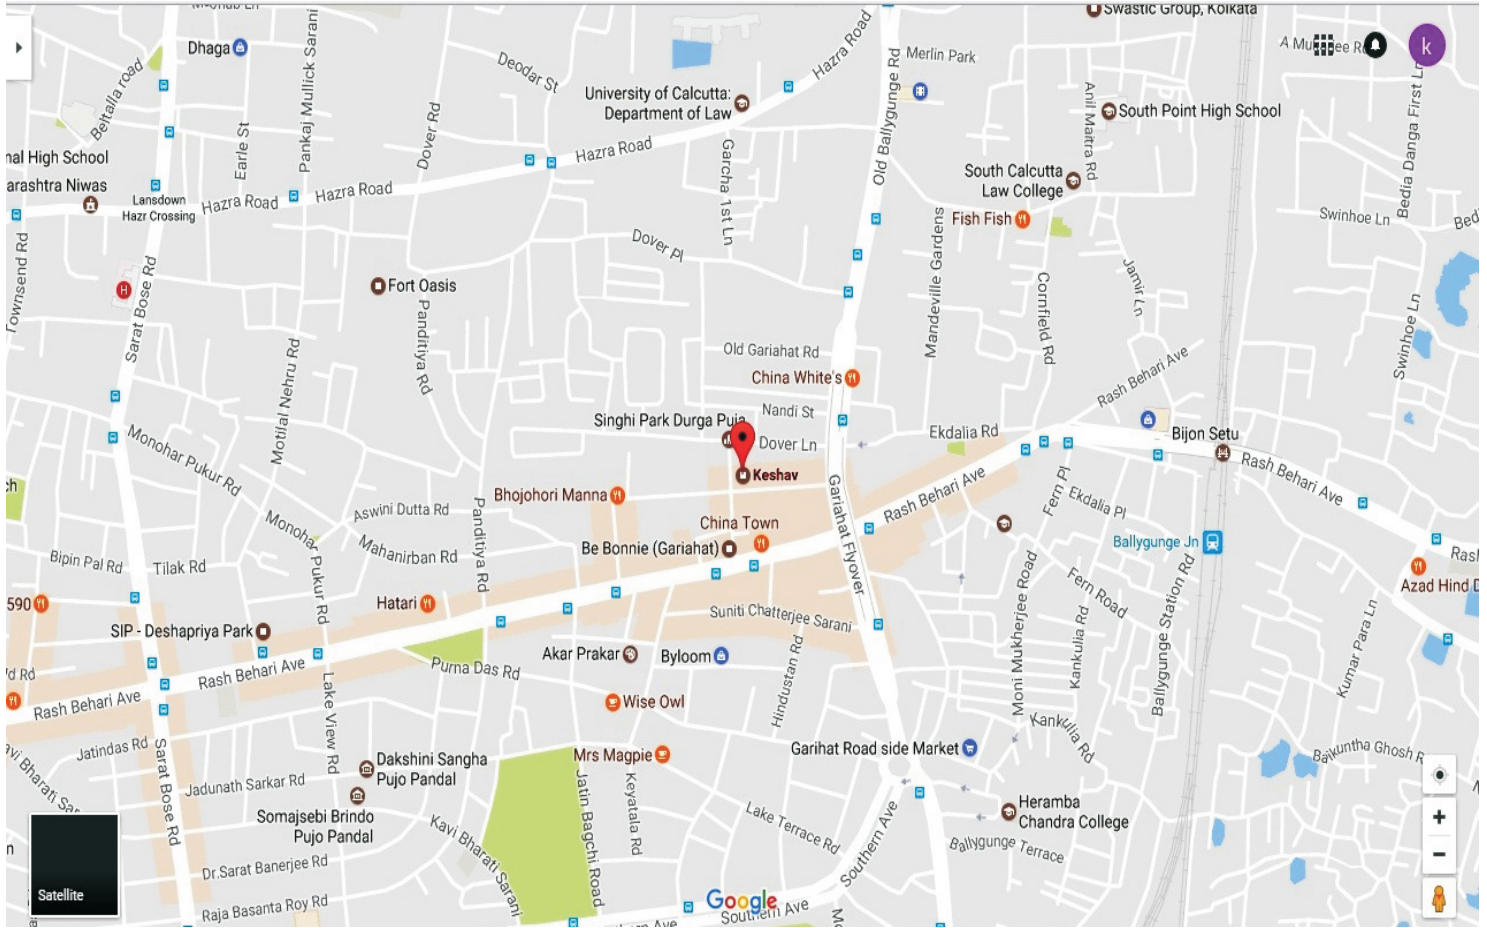 Swastic Group, Kolkata
Dhaga
Hazra Road
Merlin Park
k
Deodar St
Beltalla road
Pankaj Mullick Sarani
University of Calcutta:
Department of Law
Old Ballygunge Rd
Anil Maitra Rd
South Point High School
Bedia Danga First Ln
Dover Rd
Earle St
nal High School
Hazra Road
Garcha 1st Ln
South Calcutta
Law College
arashtra Niwas
Lansdown
Hazr Crossing
Hazra Road
Hazra Road
Fish Fish
Swinhoe Ln
Townsend Rd
Dover Pl
Mandeville Gardens
Jamir Ln
Fort Oasis
Sarat Bose Rd
Panditiya Rd
Cornfield Rd
Swinhoe Ln
Old Gariahat Rd
China White's
Rash Behari Ave
Motilal Nehru Rd
Nandi St
Singhi Park Durga Puja
Dover Ln
Ekdalia Rd
Bijon Setu
Monohar Pukur Rd
Keshav
Rash Behari Ave
ch
Bhojohori Manna
Rash Behari Ave
Fern Pl
Ekdalia Pl
Aswini Dutta Rd
Panditiya Rd
China Town
Gariahat Flyover
Monohar Pukur Rd
Mahanirban Rd
Be Bonnie (Gariahat)
Ballygunge Jn
Bipin Pal Rd
Tilak Rd
Fern Road
Azad Hind D
590
Hatari
Suniti Chatterjee Sarani
Moni Mukherjee Road
Kankulia Rd
Ballygunge Station Rd
Kumar Para Ln
SIP - Deshapriya Park
Akar Prakar
Byloom
Rash Behari Ave
Purna Das Rd
Hindustan Rd
Rash Behari Ave
Lake View Rd
Wise Owl
Kankulia Rd
Jatindas Rd
Sarat Bose Rd
Mrs Magpie
Garihat Road side Market
Baikuntha Ghosh R
Dakshini Sangha
Pujo Pandal
Jadunath Sarkar Rd
Jatin Bagchi Road
Keyatala Rd
Somajsebi Brindo
Pujo Pandal
Lake Terrace Rd
Heramba
Chandra College
Kavi Bharati Sarani
Southern Ave
Ballygunge Terrace
Dr.Sarat Banerjee Rd
Satellite
Google
Raja Basanta Roy Rd
Southern Ave